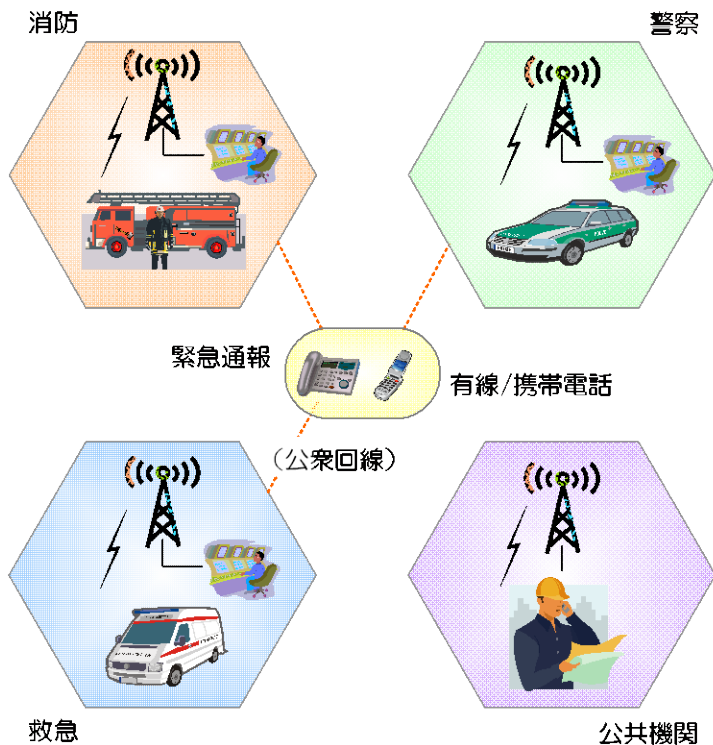 消防
警察
緊急通報
有線/携帯電話
（公衆回線）
救急
公共機関